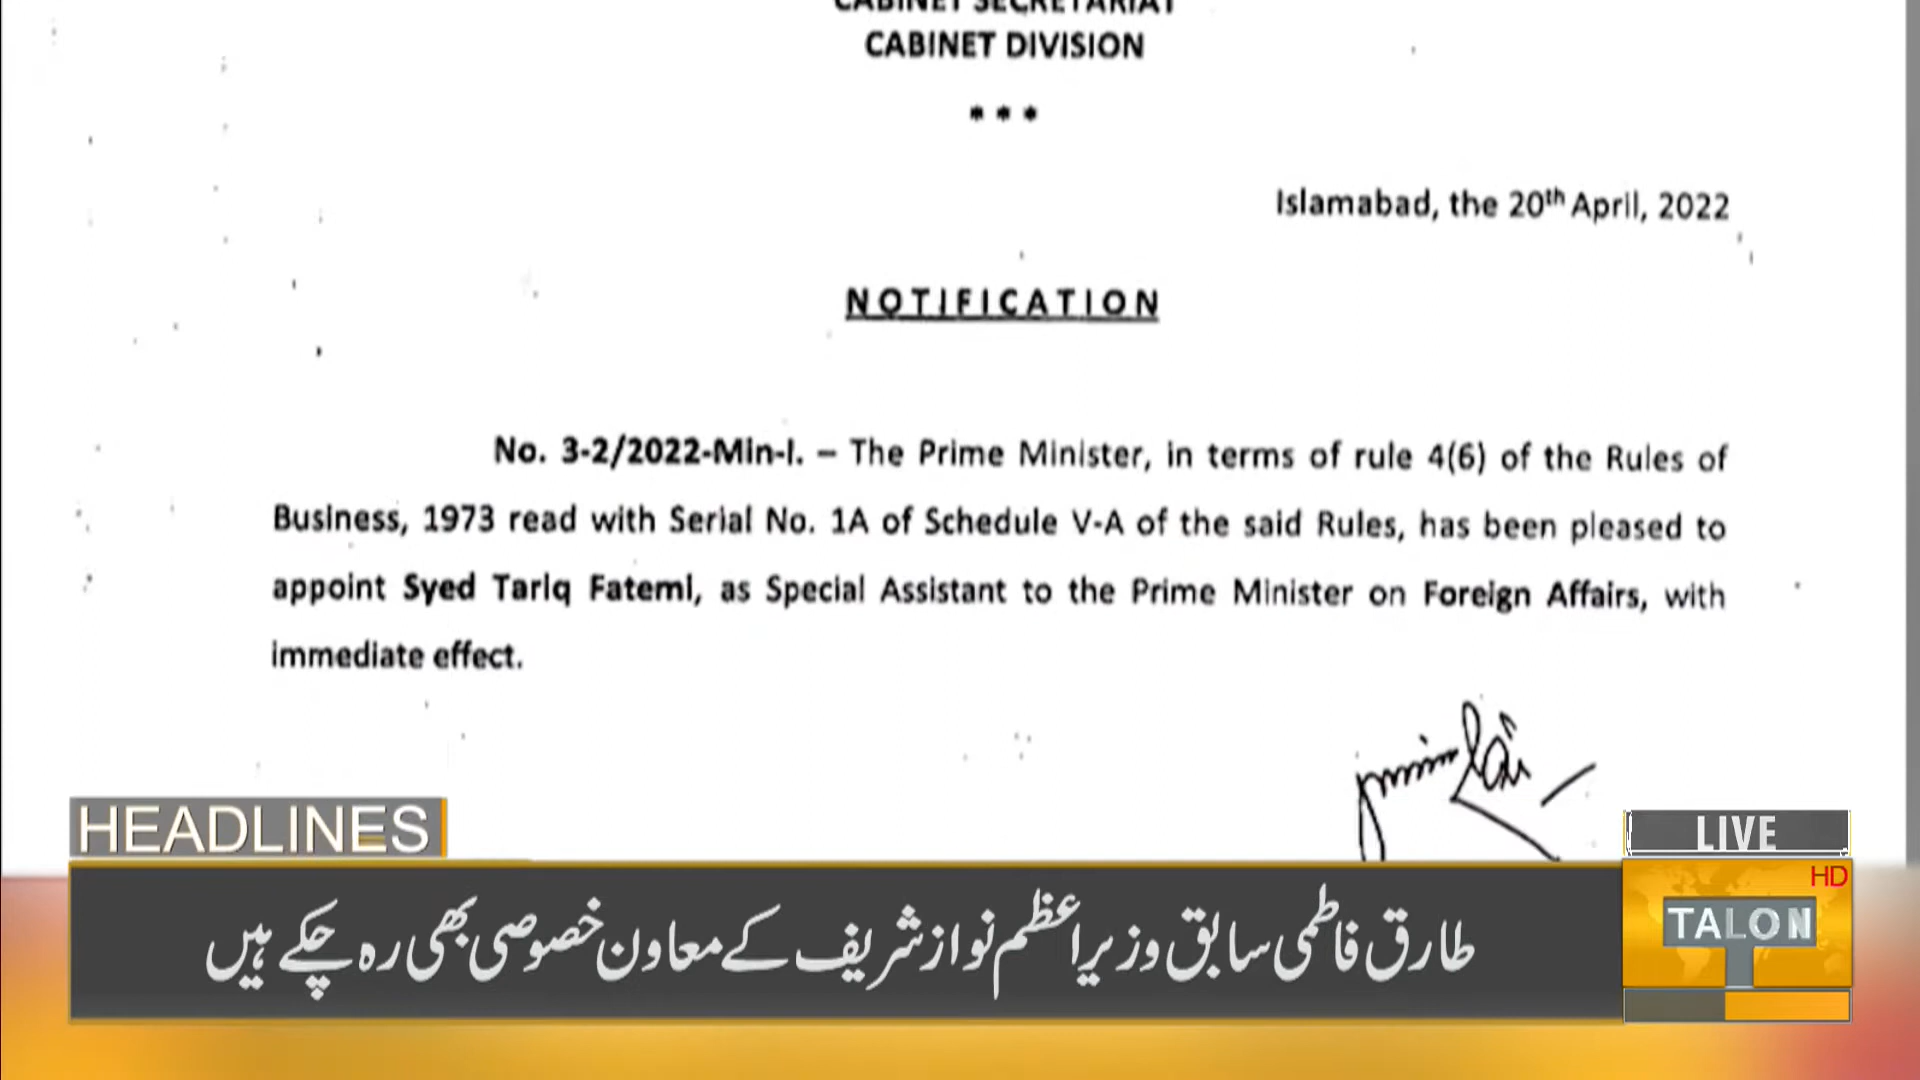 CABINET SECRETARIAT
CABINET DIVISION
* * *
Islamabad, the 20th April, 2022
NOTIFICATION
No. 3-2/2022-Min-I. – The Prime Minister, in terms of rule 4(6) of the Rules of
Business, 1973 read with Serial No. 1A of Schedule V-A of the said Rules, has been pleased to
appoint Syed Tariq Fatemi, as Special Assistant to the Prime Minister on Foreign Affairs, with
immediate effect.
HEADLINES
LIVE
HD
TALON
طارق فاطمی سابق وزیراعظم نواز شریف کے معاون خصوصی بھی رہ چکے ہیں